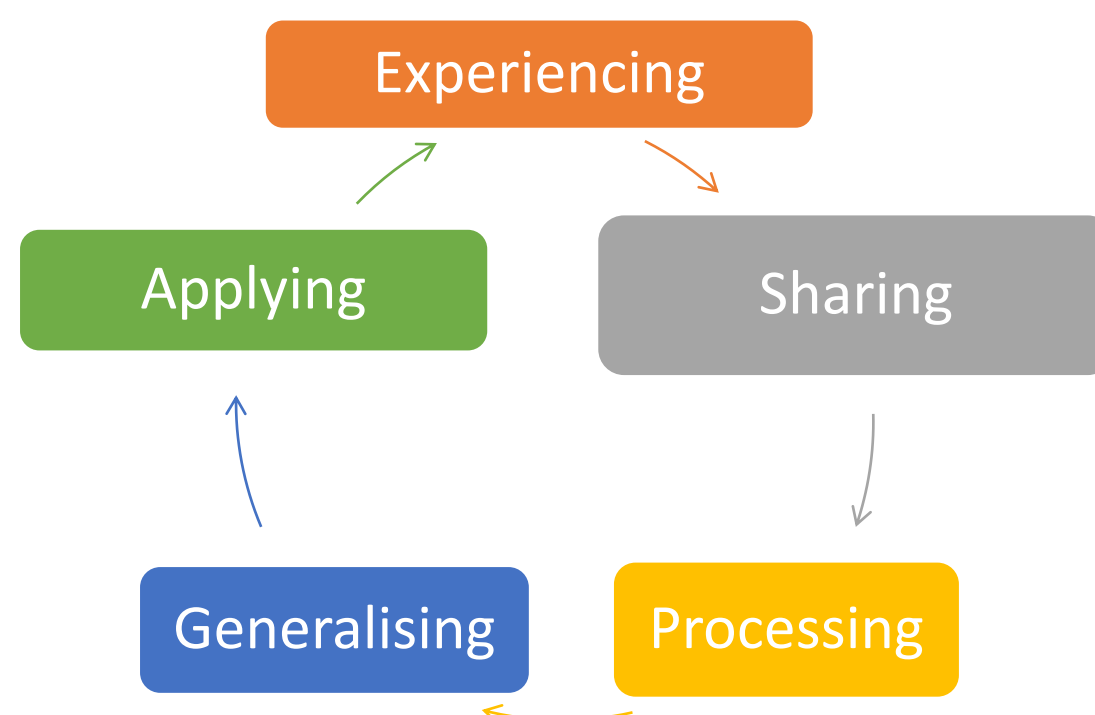 Experiencing
Sharing
Processing
Generalising
Applying